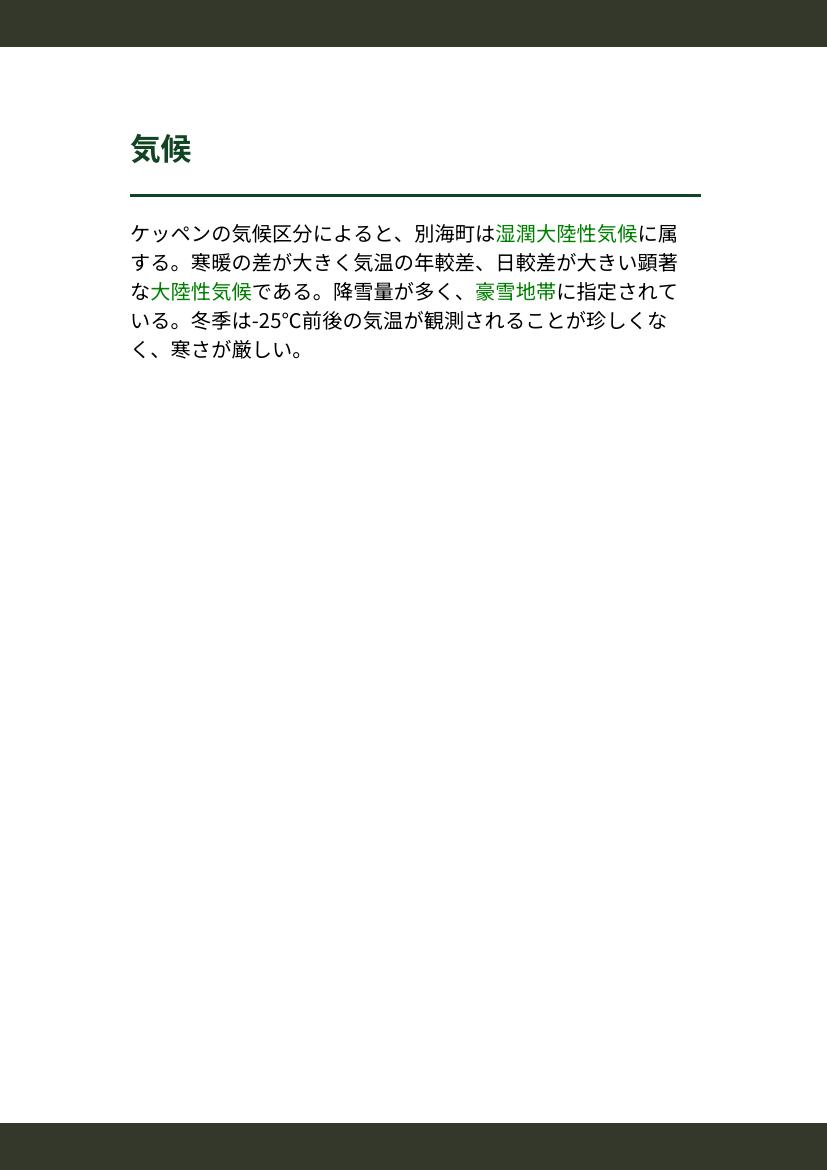 気候
ケッペンの気候区分によると、別海町は湿潤大陸性気候に属
する。寒暖の差が大きく気温の年較差、日較差が大きい顕著
な大陸性気候である。降雪量が多く、豪雪地帯に指定されて
いる。冬季は-25℃前後の気温が観測されることが珍しくな
く、寒さが厳しい。